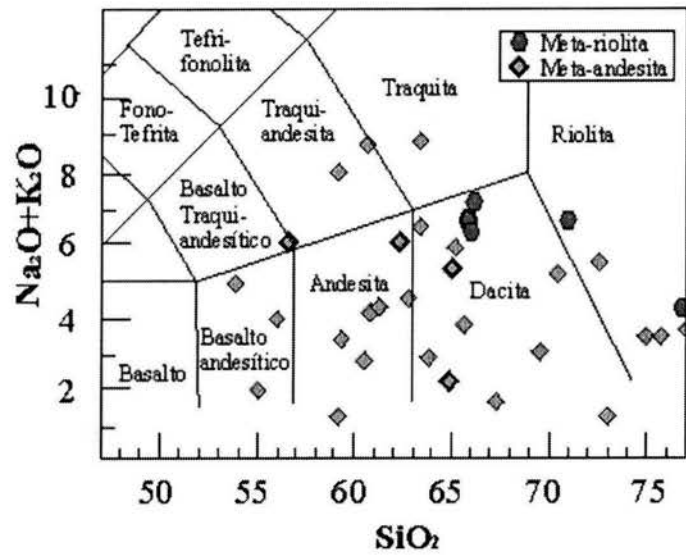 Tefri-
fonolita
Meta-riolita
Meta-andesita
Fono-
Tefrita
Traqui-
andesita
Traquita
Riolita
Basalto
Traqui-
andesítico
Andesita
Dacita
Basalto
Basalto
andesítico
10
8
6
4
2
Na₂O+K₂O
50
55
60
65
70
75
SiO₂